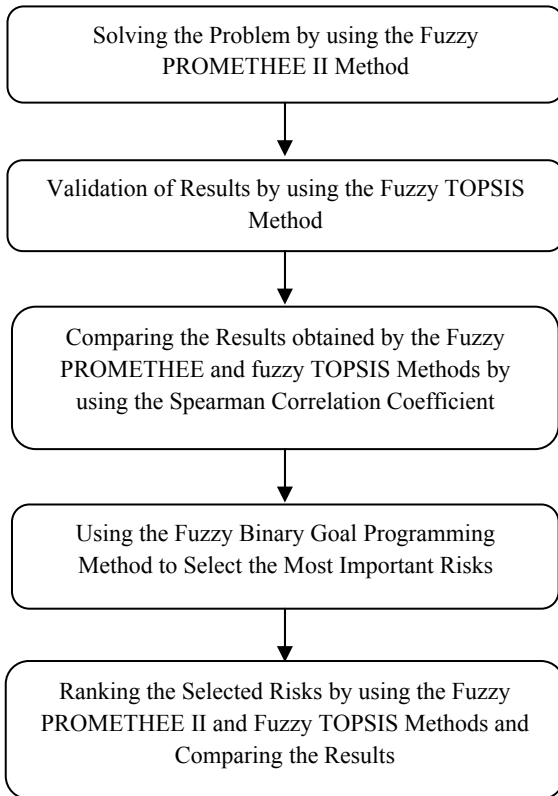 Solving the Problem by using the Fuzzy
PROMETHEE II Method
Validation of Results by using the Fuzzy TOPSIS
Method
Comparing the Results obtained by the Fuzzy
PROMETHEE and fuzzy TOPSIS Methods by
using the Spearman Correlation Coefficient
Using the Fuzzy Binary Goal Programming
Method to Select the Most Important Risks
Ranking the Selected Risks by using the Fuzzy
PROMETHEE II and Fuzzy TOPSIS Methods and
Comparing the Results